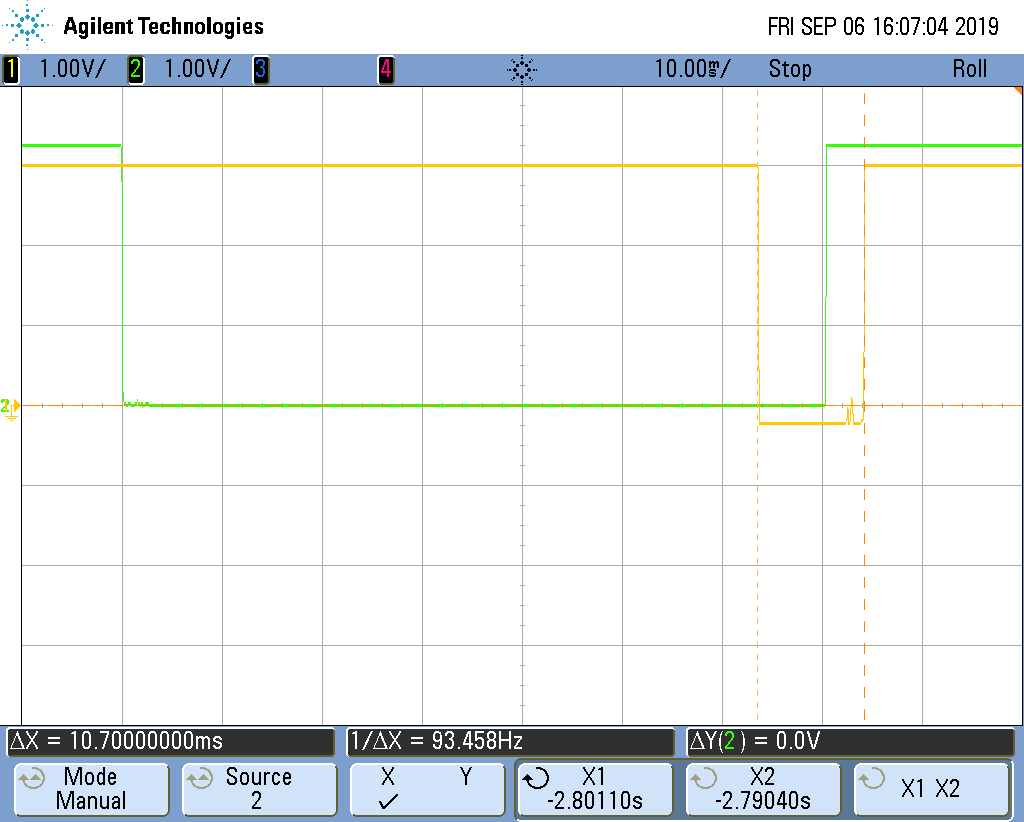 Agilent Technologies FRI SEP 06 16:07:04 2019
1 1.00V/ 2 1.00V/ 3 4 10.00ms/ Stop Roll
2
ΔX = 10.70000000ms 1/ΔX = 93.458Hz ΔY(2) = 0.0V
Mode Source X Y X1 X2 X1 X2
Manual 2 ✓ -2.80110s -2.79040s